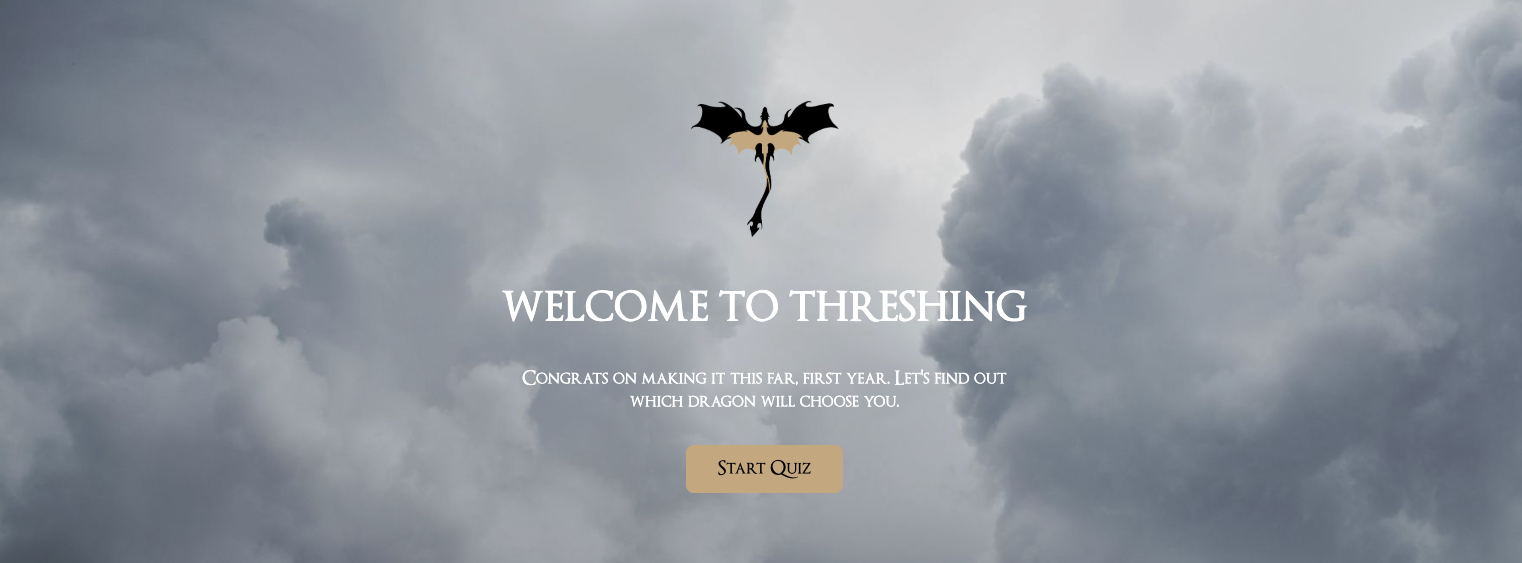 WELCOME TO THRESHING
CONGRATS ON MAKING IT THIS FAR, FIRST YEAR. LET'S FIND OUT
WHICH DRAGON WILL CHOOSE YOU.
START QUIZ